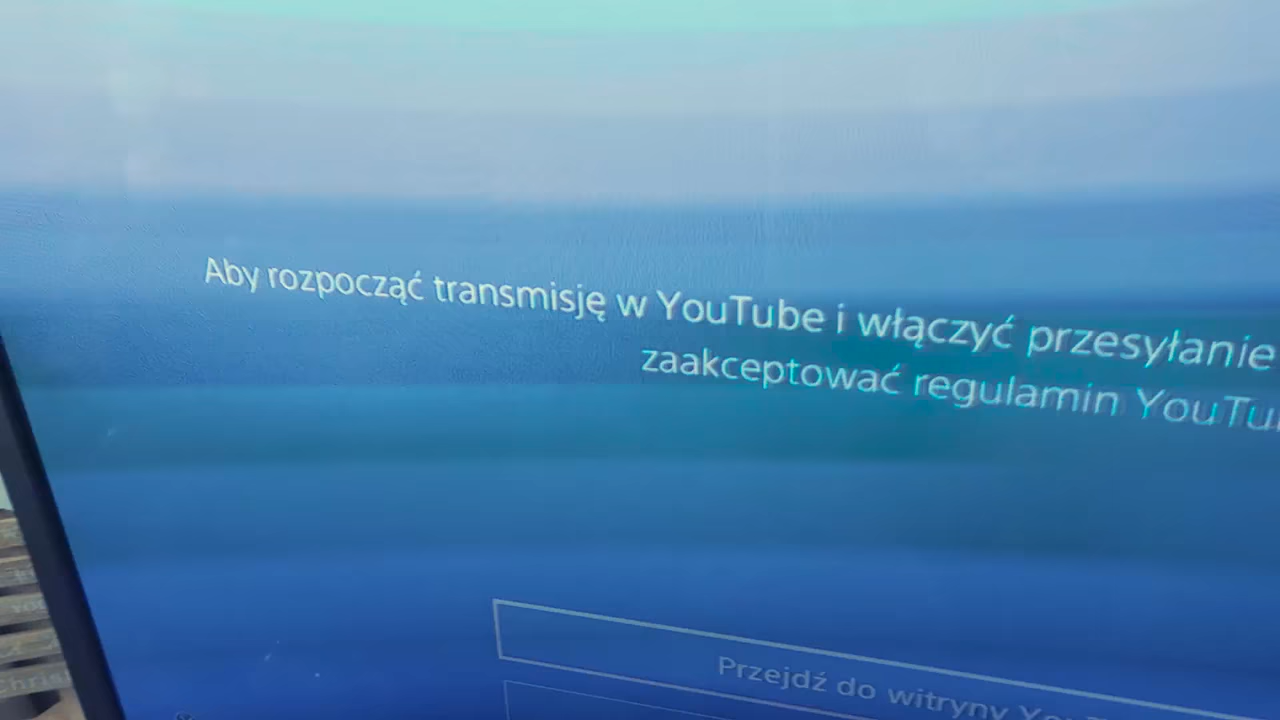 Aby rozpocząć transmisję w YouTube i włączyć przesyłanie
zaakceptować regulamin
Przejdź do witryny